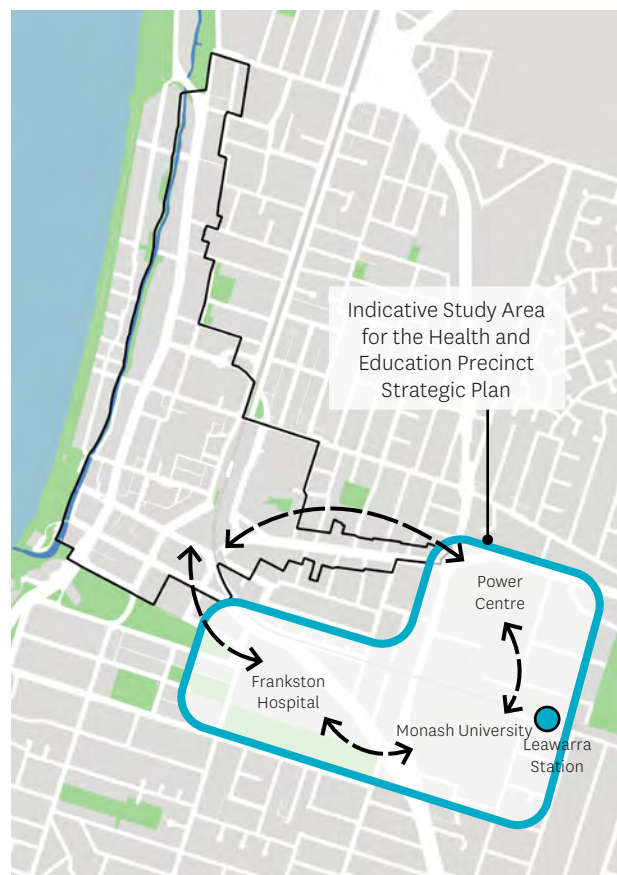 Indicative Study Area
for the Health and
Education Precinct
Strategic Plan
Power
Centre
Frankston
Hospital
Monash University
Leawarra
Station